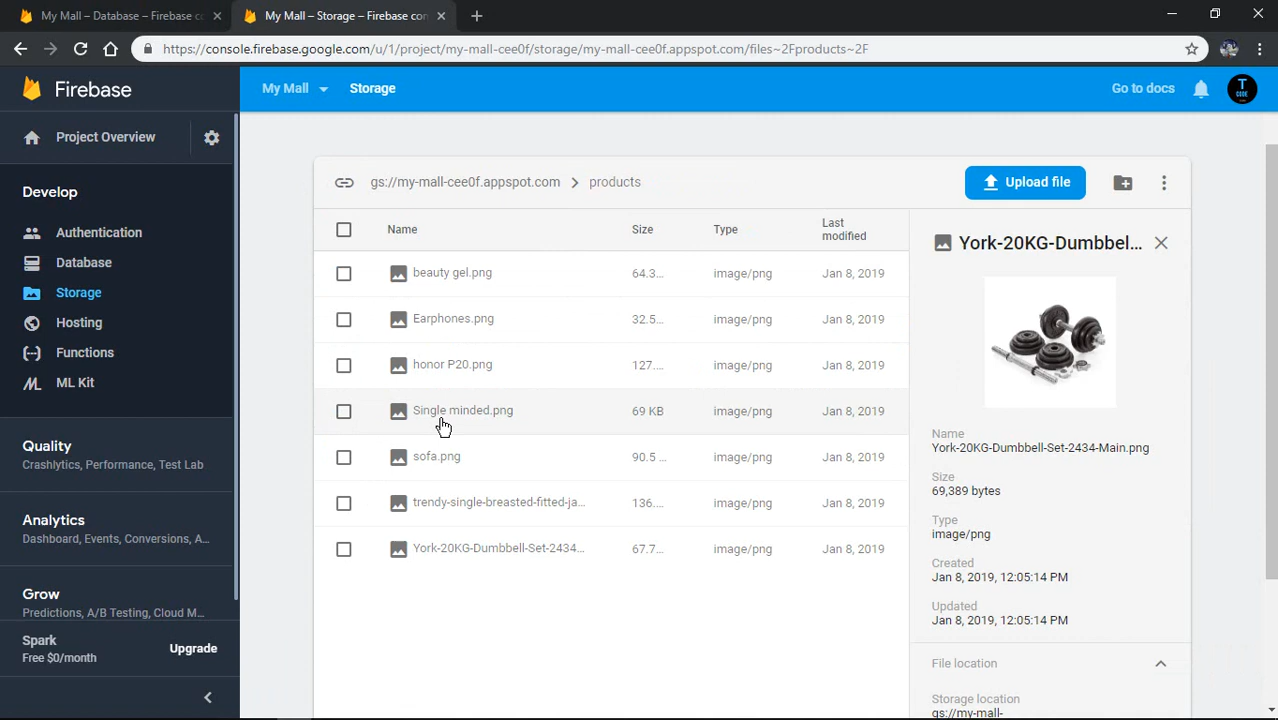 My Mall – Database – Firebase co
My Mall – Storage – Firebase con
https://console.firebase.google.com/u/1/project/my-mall-cee0f/storage/my-mall-cee0f.appspot.com/files~2Fproducts~2F
Firebase
My Mall
Storage
Go to docs
T
CODE
Project Overview
Develop
Authentication
Database
Storage
Hosting
Functions
ML Kit
Quality
Crashlytics, Performance, Test Lab
Analytics
Dashboard, Events, Conversions, A...
Grow
Predictions, A/B Testing, Cloud M...
Spark
Free $0/month
Upgrade
gs://my-mall-cee0f.appspot.com
products
Upload file
Name Size Type Last modified
beauty gel.png 64.3... image/png Jan 8, 2019
Earphones.png 32.5... image/png Jan 8, 2019
honor P20.png 127.... image/png Jan 8, 2019
Single minded.png 69 KB image/png Jan 8, 2019
sofa.png 90.5 ... image/png Jan 8, 2019
trendy-single-breasted-fitted-ja... 136.... image/png Jan 8, 2019
York-20KG-Dumbbell-Set-2434... 67.7... image/png Jan 8, 2019
York-20KG-Dumbbel...
Name
York-20KG-Dumbbell-Set-2434-Main.png
Size
69,389 bytes
Type
image/png
Created
Jan 8, 2019, 12:05:14 PM
Updated
Jan 8, 2019, 12:05:14 PM
File location
Storage location
gs://my-mall-